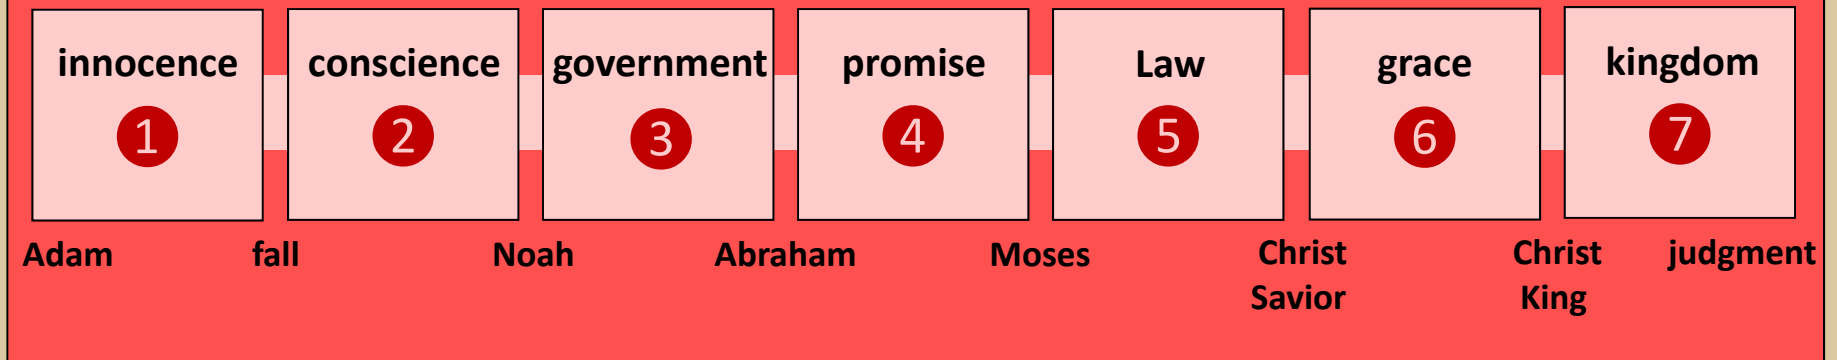 innocence conscience government promise Law grace kingdom
1 2 3 4 5 6 7
Adam fall Noah Abraham Moses Christ Christ judgment
Savior King